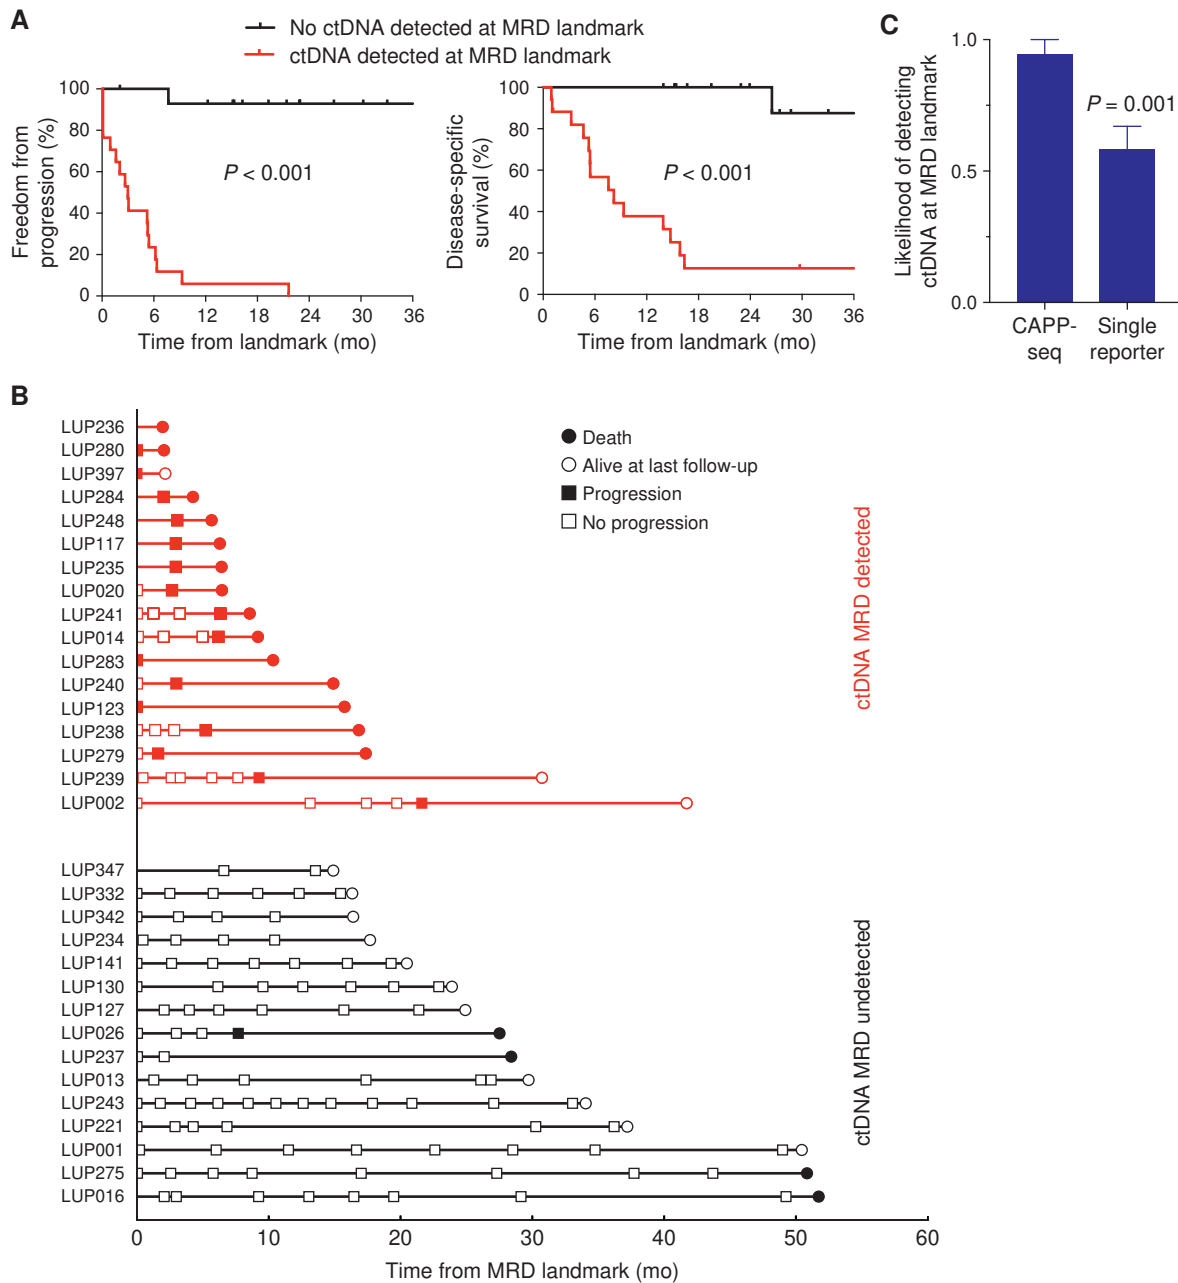 A
No ctDNA detected at MRD landmark
ctDNA detected at MRD landmark
Freedom from
progression (%)
100
80
60
40
20
0
P < 0.001
0 6 12 18 24 30 36
Time from landmark (mo)
Disease-specific
survival (%)
100
80
60
40
20
0
P < 0.001
0 6 12 18 24 30 36
Time from landmark (mo)
C
Likelihood of detecting
ctDNA at MRD landmark
1.0
0.5
0.0
P = 0.001
CAPP-
seq
Single
reporter
B
LUP236
LUP280
LUP397
LUP284
LUP248
LUP117
LUP235
LUP020
LUP241
LUP014
LUP283
LUP240
LUP123
LUP238
LUP279
LUP239
LUP002
Death
Alive at last follow-up
Progression
No progression
ctDNA MRD detected
LUP347
LUP332
LUP342
LUP234
LUP141
LUP130
LUP127
LUP026
LUP237
LUP013
LUP243
LUP221
LUP001
LUP275
LUP016
ctDNA MRD undetected
0 10 20 30 40 50 60
Time from MRD landmark (mo)